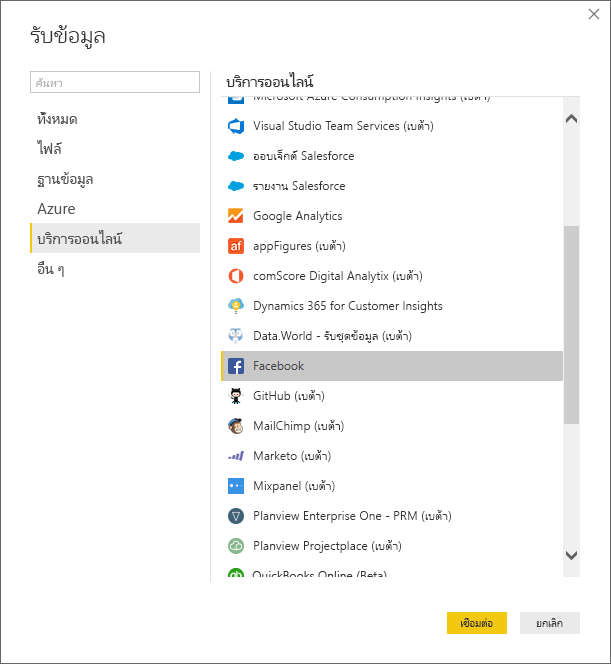 รับข้อมูล
ค้นหา
ทั้งหมด
ไฟล์
ฐานข้อมูล
Azure
บริการออนไลน์
อื่น ๆ
บริการออนไลน์
Microsoft Azure Consumption Insights (เบต้า)
Visual Studio Team Services (เบต้า)
ออบเจ็กต์ Salesforce
รายงาน Salesforce
Google Analytics
appFigures (เบต้า)
comScore Digital Analytix (เบต้า)
Dynamics 365 for Customer Insights
Data.World - รับชุดข้อมูล (เบต้า)
Facebook
GitHub (เบต้า)
MailChimp (เบต้า)
Marketo (เบต้า)
Mixpanel (เบต้า)
Planview Enterprise One - PRM (เบต้า)
Planview Projectplace (เบต้า)
QuickBooks Online (Beta)
เชื่อมต่อ
ยกเลิก